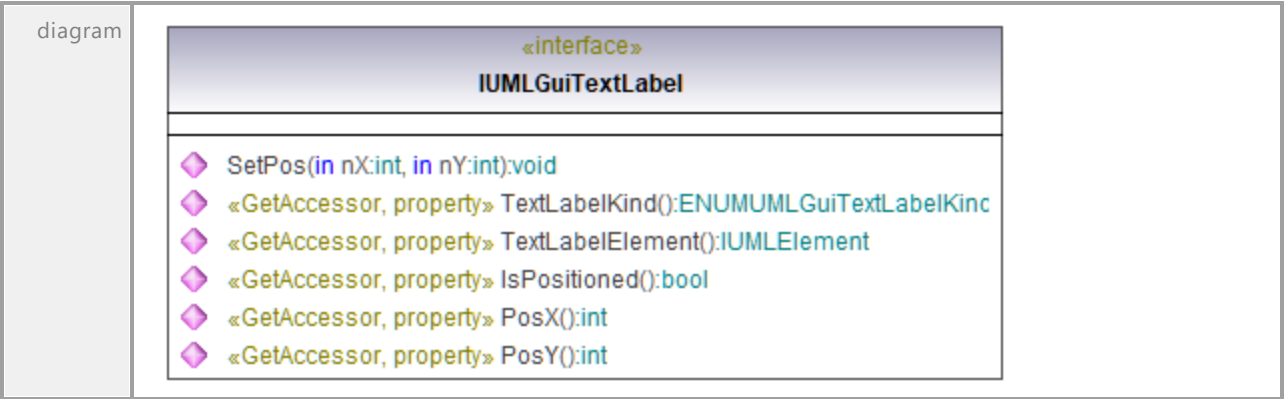 diagram
«interface»
IUMLGuiTextLabel
SetPos(in nX:int, in nY:int):void
«GetAccessor, property» TextLabelKind():ENUMUMLGuiTextLabelKind
«GetAccessor, property» TextLabelElement():IUMLElement
«GetAccessor, property» IsPositioned():bool
«GetAccessor, property» PosX():int
«GetAccessor, property» PosY():int